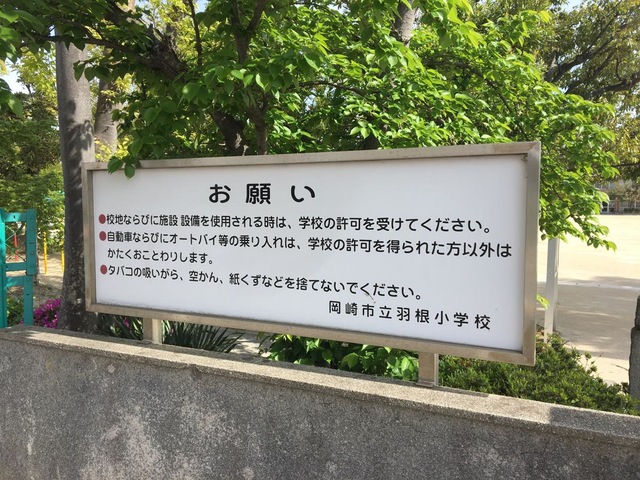 お願い
●校地ならびに施設 設備を使用される時は、学校の許可を受けてください。
●自動車ならびにオートバイ等の乗り入れは、学校の許可を得られた方以外は
かたくおことわりします。
●タバコの吸いがら、空かん、紙くずなどを捨てないでください。
岡崎市立羽根小学校